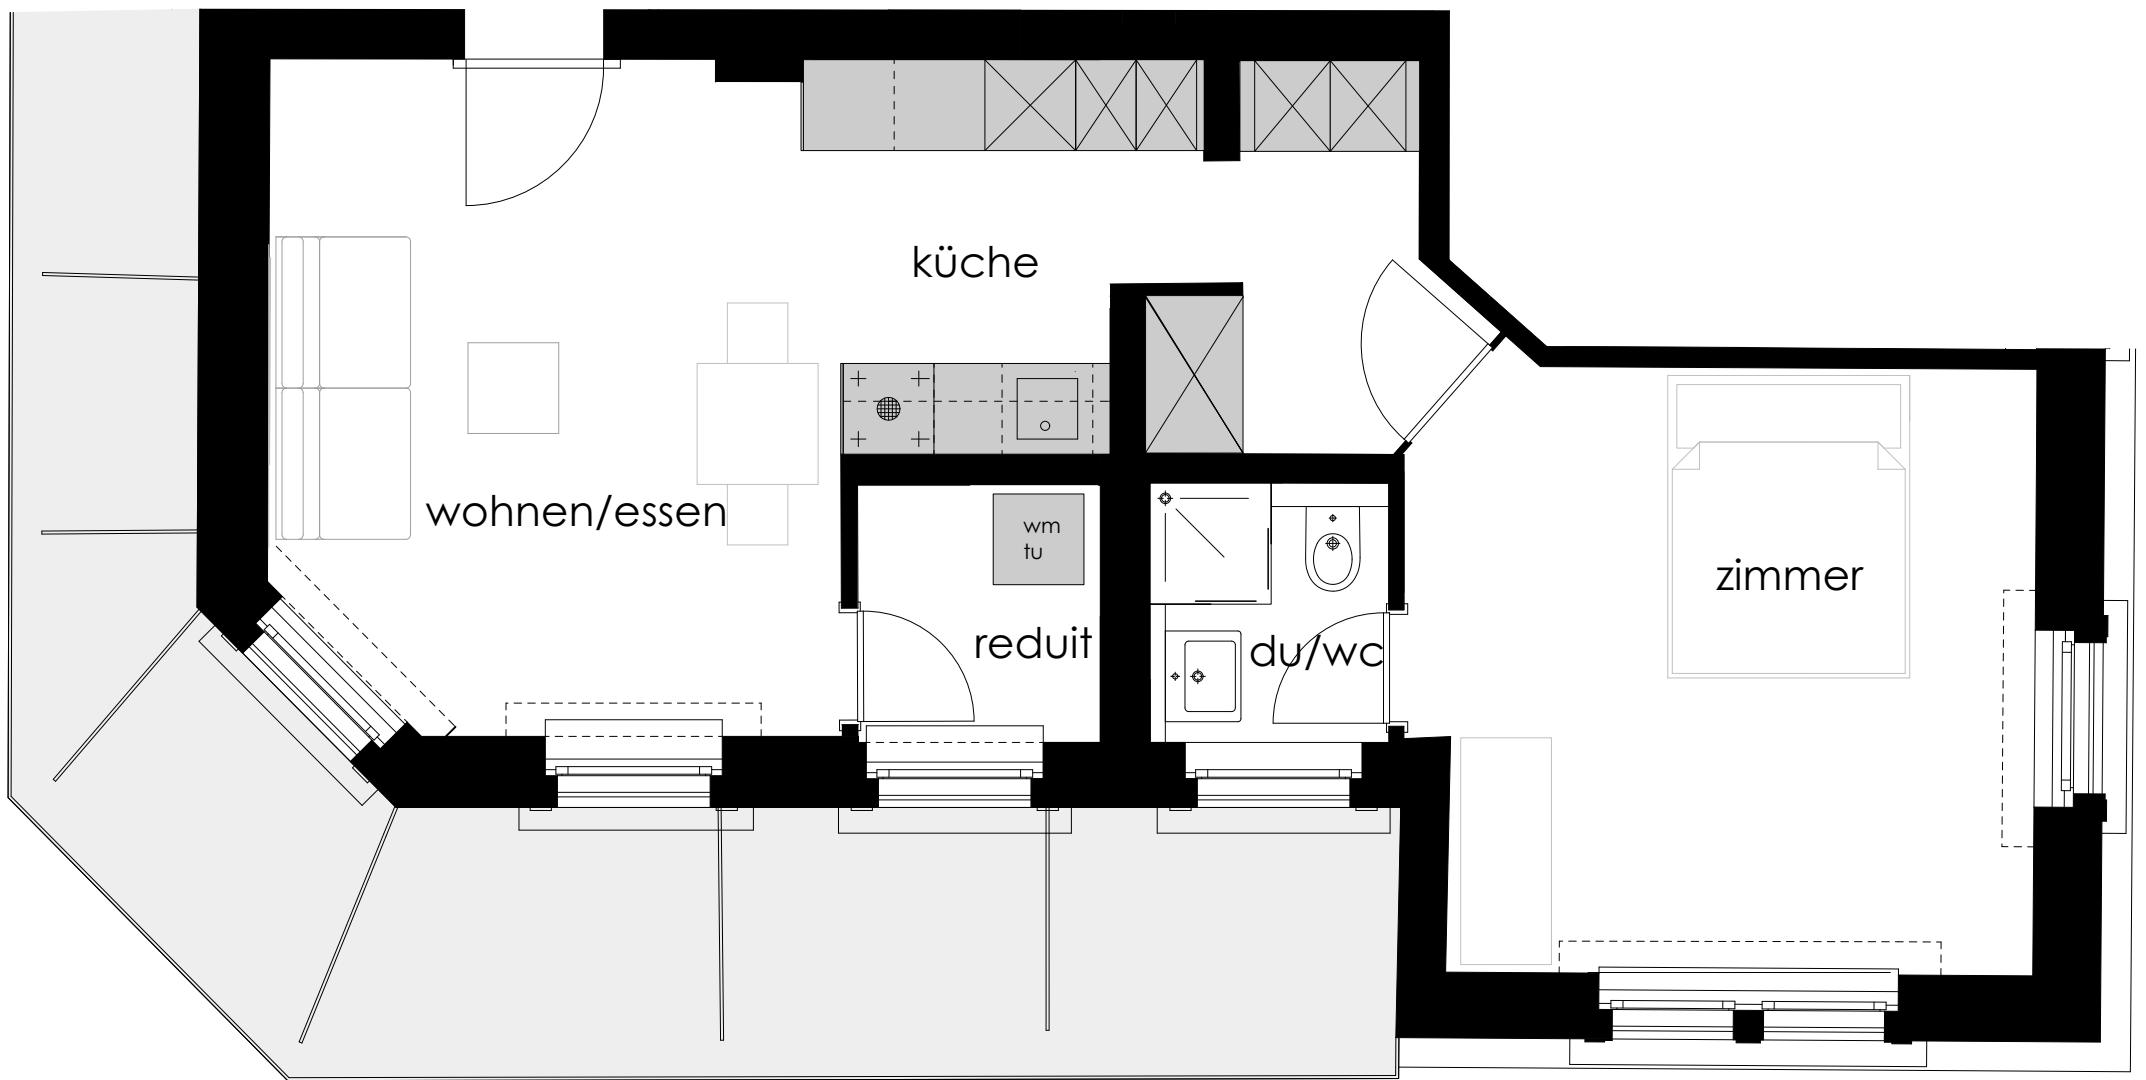 küche
wohnen/essen
wm
tu
zimmer
reduit
du/wc